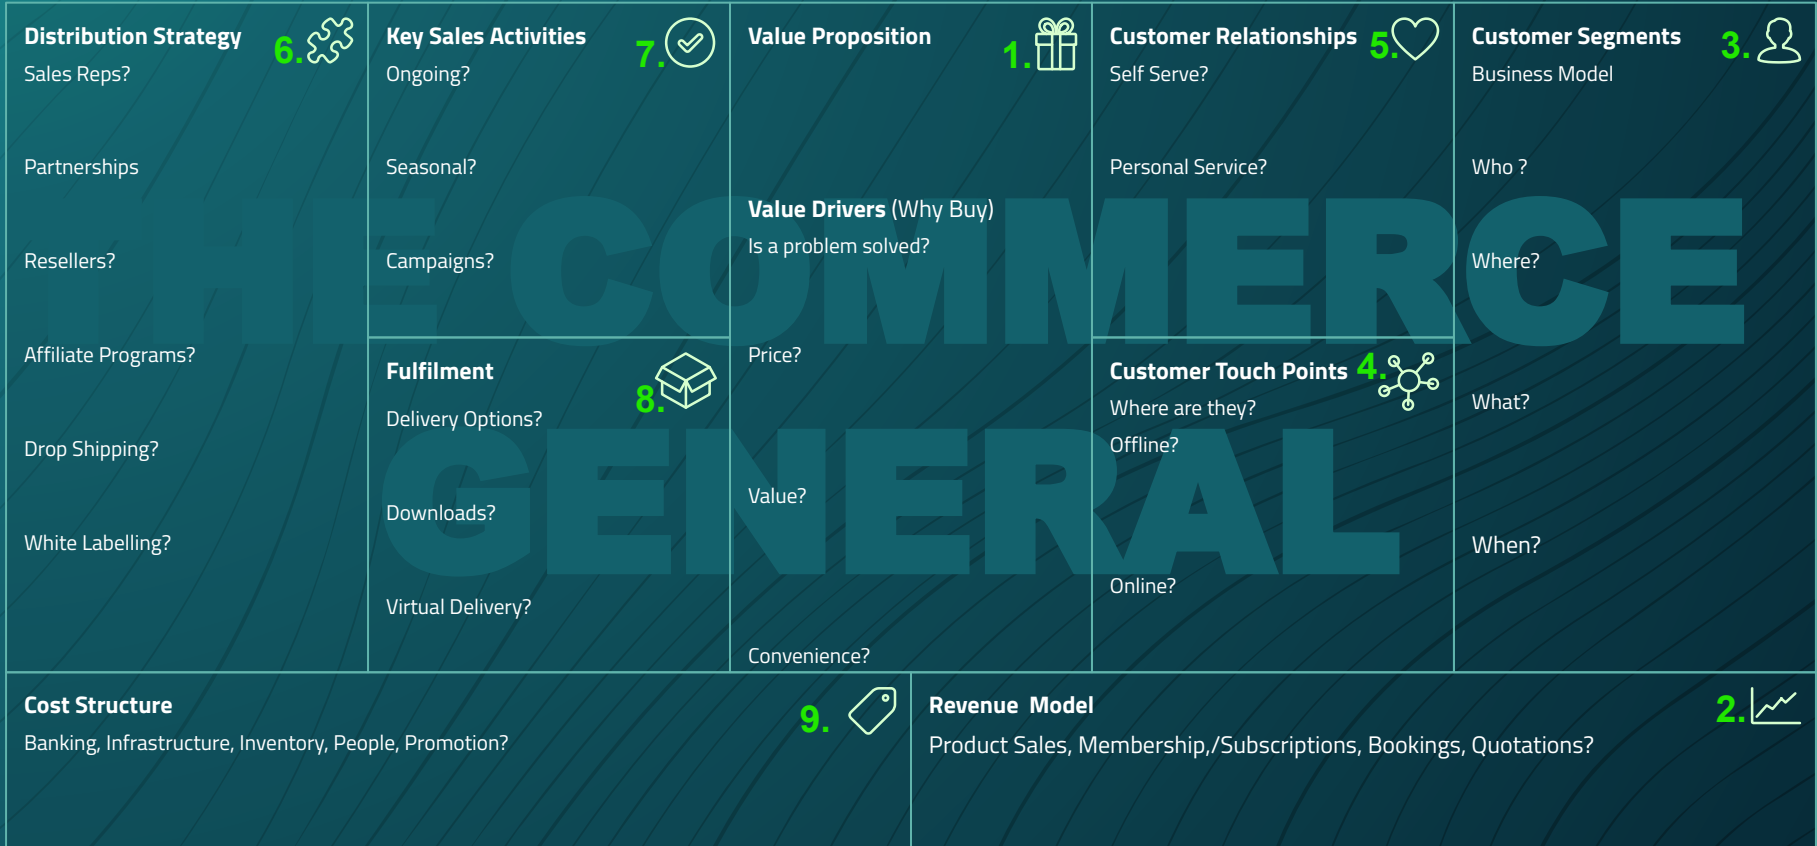 Distribution Strategy
6.
Sales Reps?
Partnerships
Resellers?
Affiliate Programs?
Drop Shipping?
White Labelling?
Key Sales Activities
7.
Ongoing?
Seasonal?
Campaigns?
Fulfilment
8.
Delivery Options?
Downloads?
Virtual Delivery?
Value Proposition
1.
Value Drivers (Why Buy)
Is a problem solved?
Price?
Value?
Convenience?
Customer Relationships
5.
Self Serve?
Personal Service?
Customer Touch Points
4.
Where are they?
Offline?
Online?
Customer Segments
3.
Business Model
Who ?
Where?
What?
When?
Cost Structure
9.
Banking, Infrastructure, Inventory, People, Promotion?
Revenue  Model
2.
Product Sales, Membership,/Subscriptions, Bookings, Quotations?
THE COMMERCE
GENERAL